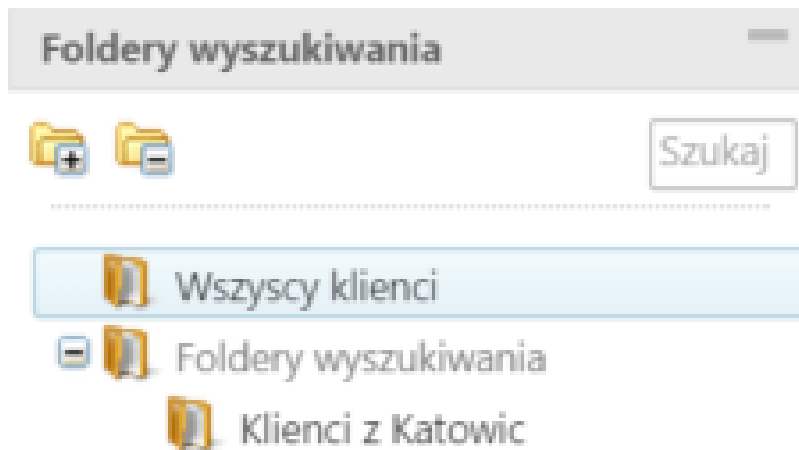 Foldery wyszukiwania
Szukaj
Wszyscy klienci
Foldery wyszukiwania
Klienci z Katowic